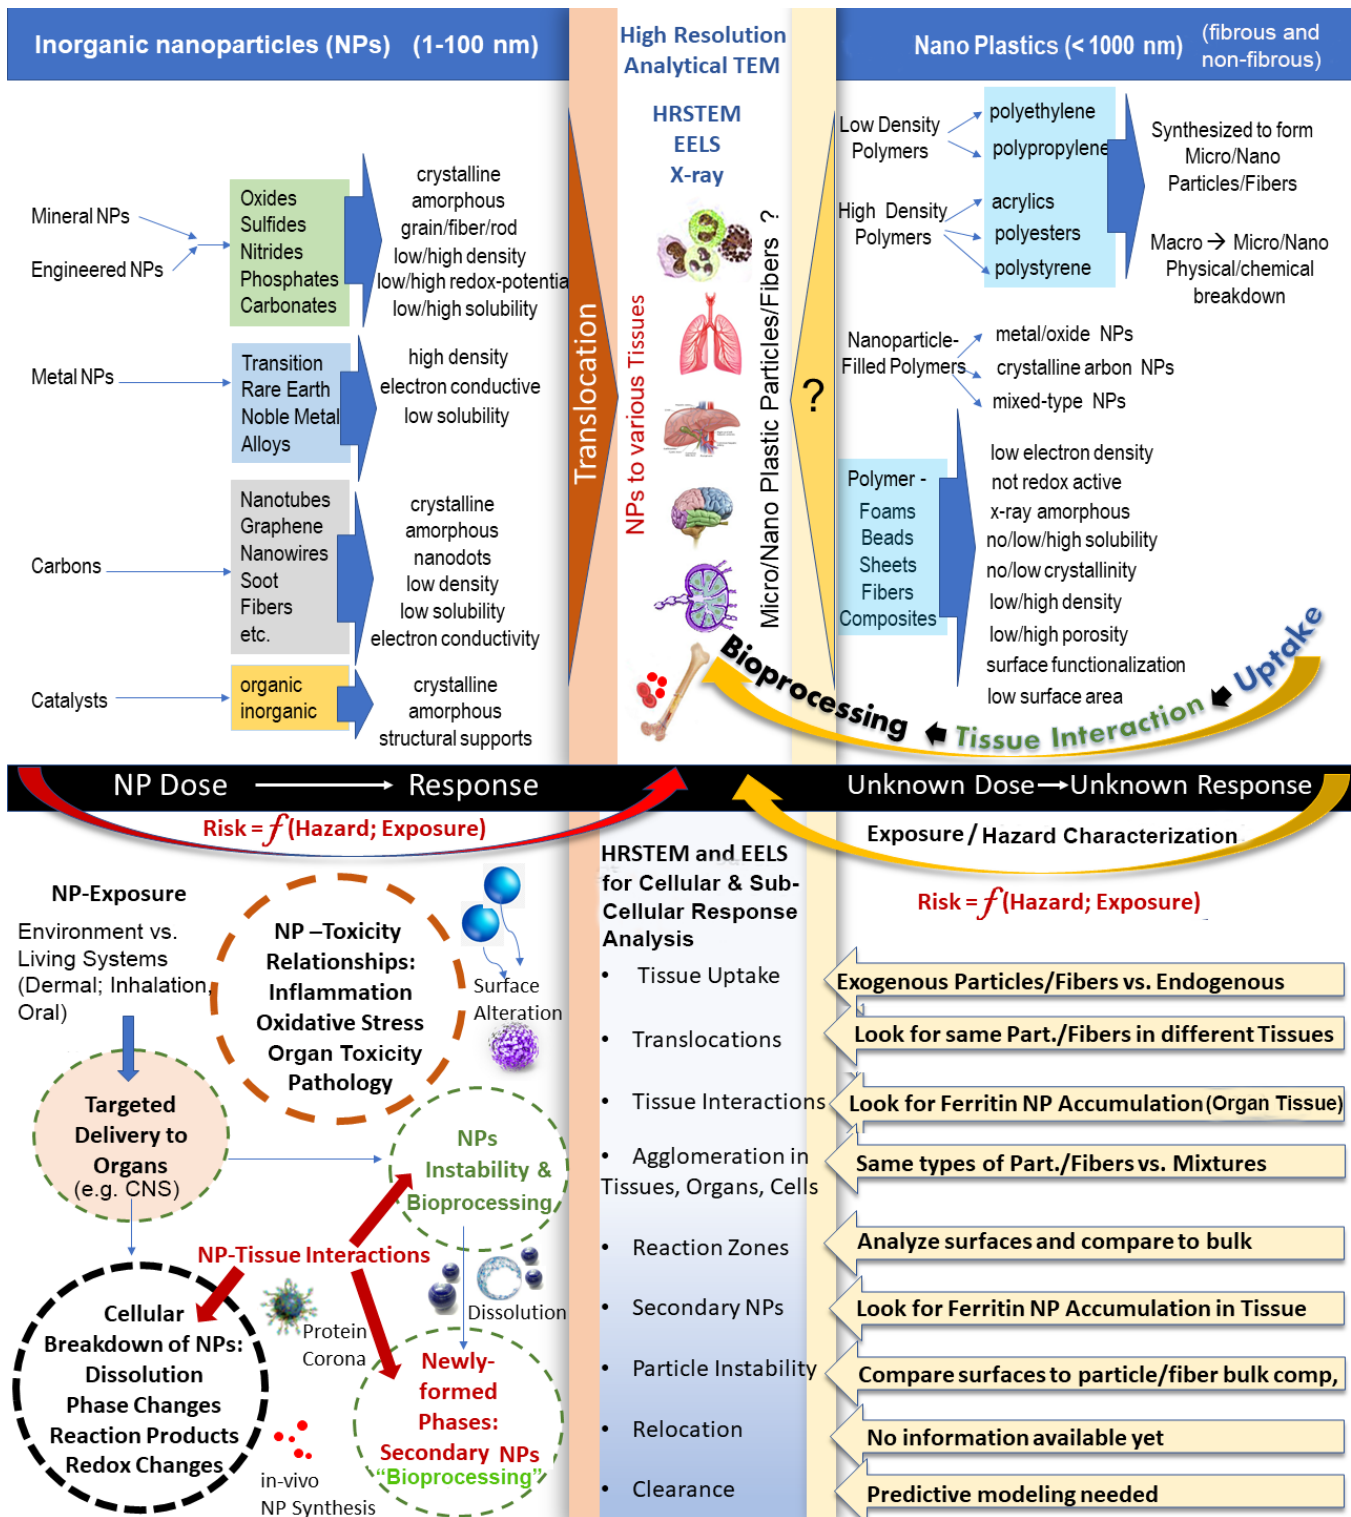 Inorganic nanoparticles (NPs) (1-100 nm)
High Resolution
Analytical TEM
Nano Plastics (< 1000 nm) (fibrous and
non-fibrous)
Mineral NPs
Engineered NPs
Oxides
Sulfides
Nitrides
Phosphates
Carbonates
crystalline
amorphous
grain/fiber/rod
low/high density
low/high redox-potentia
low/high solubility
Metal NPs
Transition
Rare Earth
Noble Metal
Alloys
high density
electron conductive
low solubility
Carbons
Nanotubes
Graphene
Nanowires
Soot
Fibers
etc.
crystalline
amorphous
nanodots
low density
low solubility
electron conductivity
Catalysts
organic
inorganic
crystalline
amorphous
structural supports
Translocation
HRSTEM
EELS
X-ray
NPs to various Tissues
Micro/Nano Plastic Particles/Fibers ?
?
Low Density
Polymers
polyethylene
polypropylene
High Density
Polymers
acrylics
polyesters
polystyrene
Synthesized to form
Micro/Nano
Particles/Fibers
Macro → Micro/Nano
Physical/chemical
breakdown
Nanoparticle-
Filled Polymers
metal/oxide NPs
crystalline arbon NPs
mixed-type NPs
Polymer -
Foams
Beads
Sheets
Fibers
Composites
low electron density
not redox active
x-ray amorphous
no/low/high solubility
no/low crystallinity
low/high density
low/high porosity
surface functionalization
low surface area
Uptake
Tissue Interaction
Bioprocessing
NP Dose → Response
Unknown Dose → Unknown Response
Risk = f (Hazard; Exposure)
Exposure / Hazard Characterization
Risk = f (Hazard; Exposure)
NP-Exposure
Environment vs.
Living Systems
(Dermal; Inhalation,
Oral)
NP –Toxicity
Relationships:
Inflammation
Oxidative Stress
Organ Toxicity
Pathology
Surface
Alteration
Targeted
Delivery to
Organs
(e.g. CNS)
NPs
Instability &
Bioprocessing
NP-Tissue Interactions
Cellular
Breakdown of NPs:
Dissolution
Phase Changes
Reaction Products
Redox Changes
Protein
Corona
Dissolution
Newly-
formed
Phases:
Secondary NPs
“Bioprocessing”
in-vivo
NP Synthesis
HRSTEM and EELS
for Cellular & Sub-
Cellular Response
Analysis
• Tissue Uptake
• Translocations
• Tissue Interactions
• Agglomeration in
Tissues, Organs, Cells
• Reaction Zones
• Secondary NPs
• Particle Instability
• Relocation
• Clearance
Exogenous Particles/Fibers vs. Endogenous
Look for same Part./Fibers in different Tissues
Look for Ferritin NP Accumulation (Organ Tissue)
Same types of Part./Fibers vs. Mixtures
Analyze surfaces and compare to bulk
Look for Ferritin NP Accumulation in Tissue
Compare surfaces to particle/fiber bulk comp,
No information available yet
Predictive modeling needed